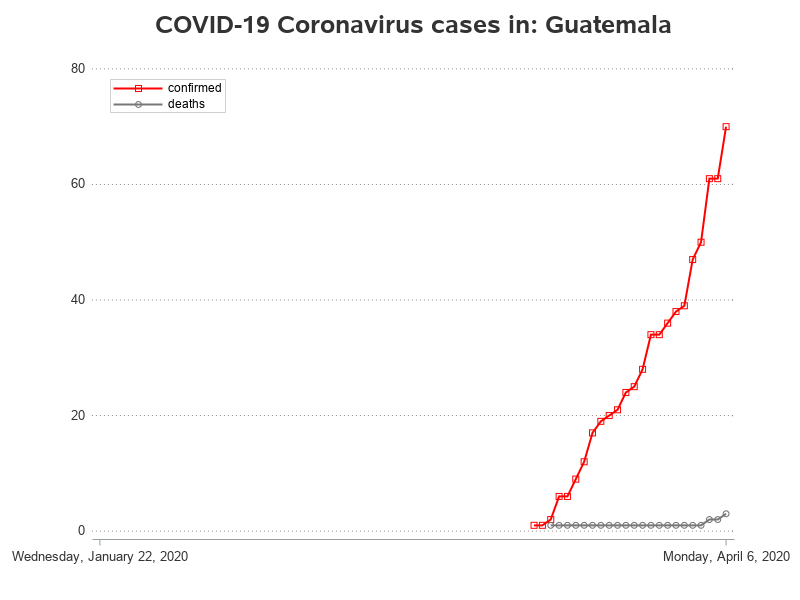 COVID-19 Coronavirus cases in: Guatemala
80
confirmed
deaths
60
40
20
0
Wednesday, January 22, 2020
Monday, April 6, 2020